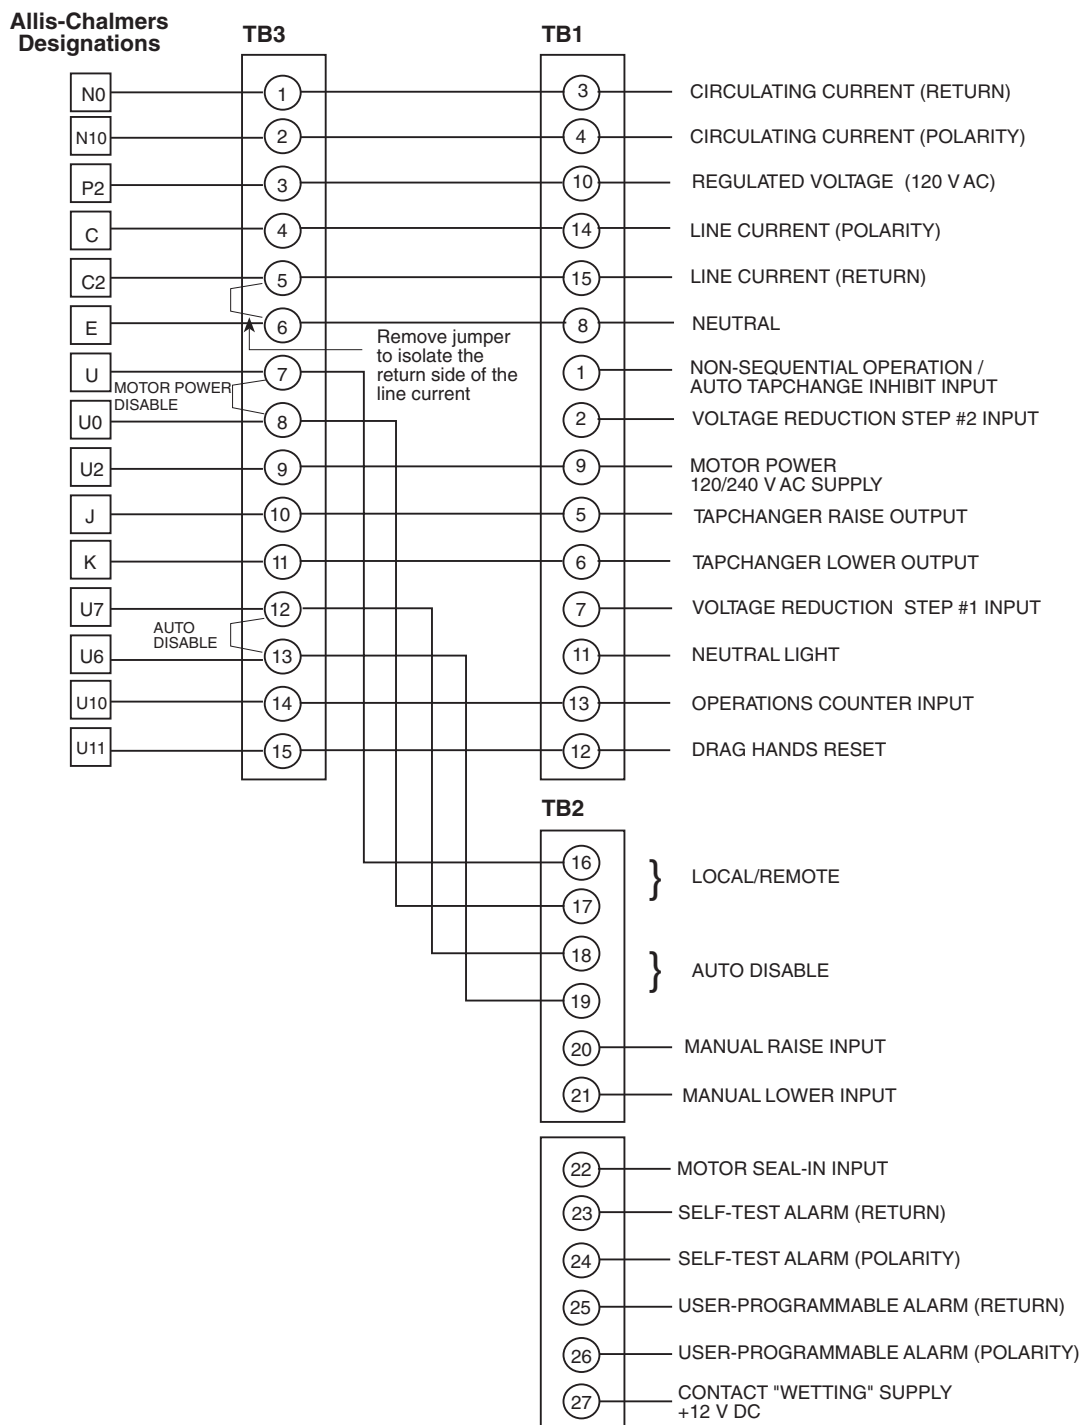 Allis-Chalmers
Designations
TB3
TB1
N0
1
3
CIRCULATING CURRENT (RETURN)
N10
2
4
CIRCULATING CURRENT (POLARITY)
P2
3
10
REGULATED VOLTAGE (120 V AC)
C
4
14
LINE CURRENT (POLARITY)
C2
5
15
LINE CURRENT (RETURN)
E
6
8
NEUTRAL
Remove jumper
to isolate the
return side of the
line current
U
7
1
NON-SEQUENTIAL OPERATION /
AUTO TAPCHANGE INHIBIT INPUT
MOTOR POWER
DISABLE
U0
8
2
VOLTAGE REDUCTION STEP #2 INPUT
U2
9
9
MOTOR POWER
120/240 V AC SUPPLY
J
10
5
TAPCHANGER RAISE OUTPUT
K
11
6
TAPCHANGER LOWER OUTPUT
U7
12
7
VOLTAGE REDUCTION STEP #1 INPUT
AUTO
DISABLE
U6
13
11
NEUTRAL LIGHT
U10
14
13
OPERATIONS COUNTER INPUT
U11
15
12
DRAG HANDS RESET
TB2
16
17
} LOCAL/REMOTE
18
19
} AUTO DISABLE
20
MANUAL RAISE INPUT
21
MANUAL LOWER INPUT
22
MOTOR SEAL-IN INPUT
23
SELF-TEST ALARM (RETURN)
24
SELF-TEST ALARM (POLARITY)
25
USER-PROGRAMMABLE ALARM (RETURN)
26
USER-PROGRAMMABLE ALARM (POLARITY)
27
CONTACT "WETTING" SUPPLY
+12 V DC